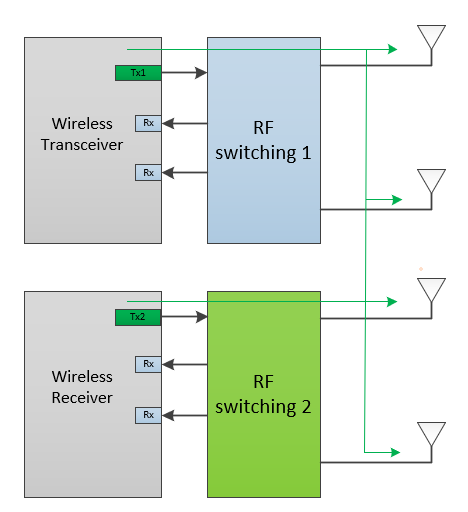 Tx1
Wireless
Transceiver
Rx
Rx
RF
switching 1
Tx2
Wireless
Receiver
Rx
Rx
RF
switching 2